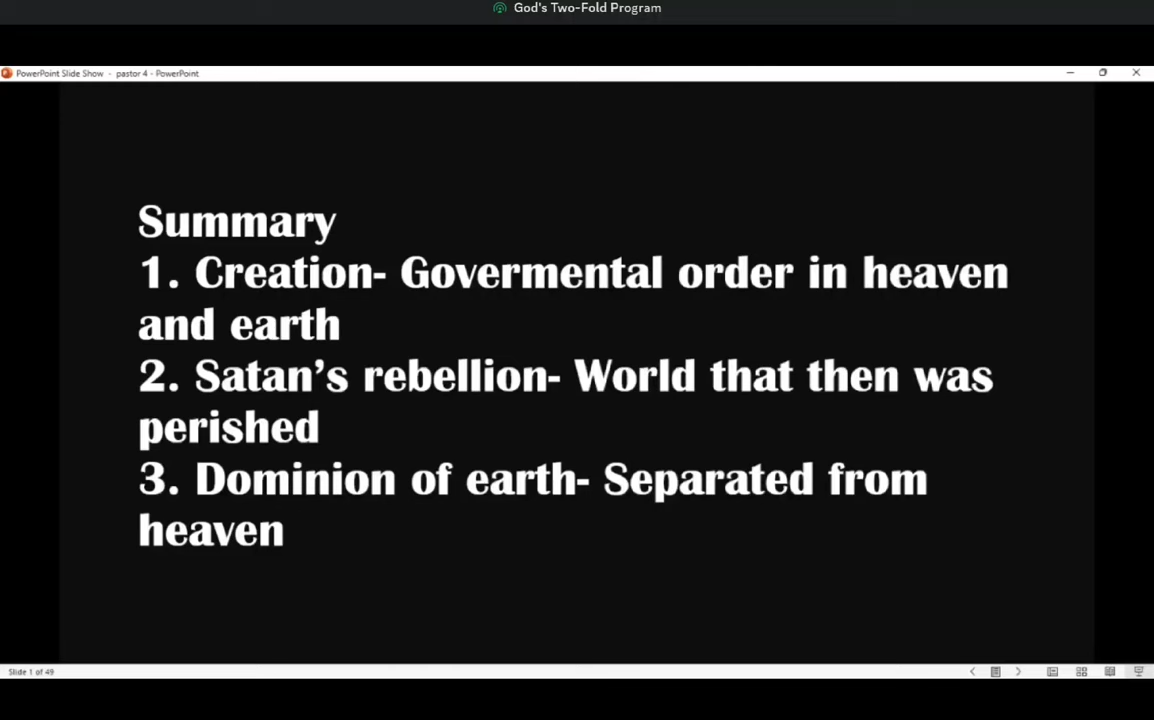 God's Two-Fold Program
PowerPoint Slide Show - pastor 4 - PowerPoint
Summary
1. Creation- Govermental order in heaven
and earth
2. Satan's rebellion- World that then was
perished
3. Dominion of earth- Separated from
heaven
Slide 1 of 49